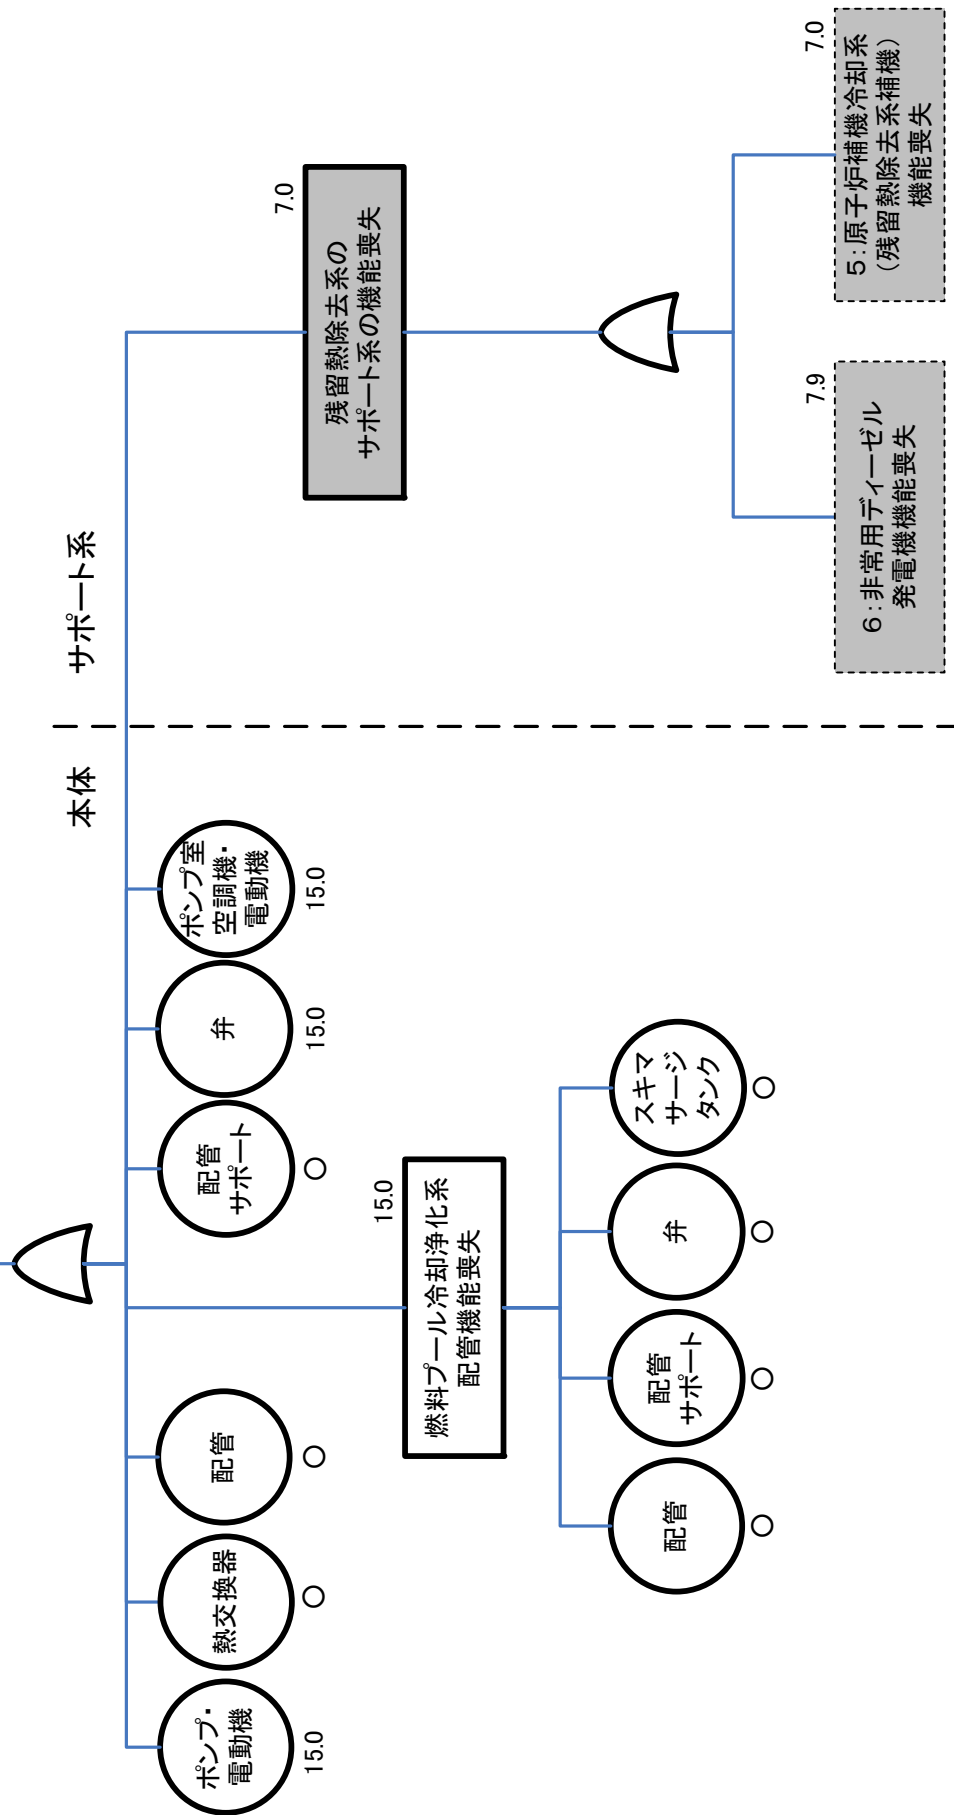 本体
サポート系
ポンプ・
電動機
15.0
熱交換器
○
配管
○
配管
サポート
○
弁
15.0
ポンプ室
空調機・
電動機
15.0
15.0
燃料プール冷却浄化系
配管機能喪失
配管
○
配管
サポート
○
弁
○
スキマ
サージ
タンク
○
7.0
残留熱除去系の
サポート系の機能喪失
7.9
6:非常用ディーゼル
発電機機能喪失
7.0
5:原子炉補機冷却系
(残留熱除去系補機)
機能喪失